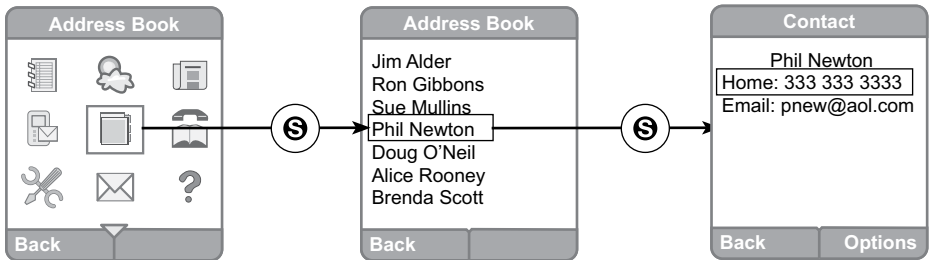 Address Book
Back
S
Address Book
Jim Alder
Ron Gibbons
Sue Mullins
Phil Newton
Doug O’Neil
Alice Rooney
Brenda Scott
Back
S
Contact
Phil Newton
Home: 333 333 3333
Email: pnew@aol.com
Back Options